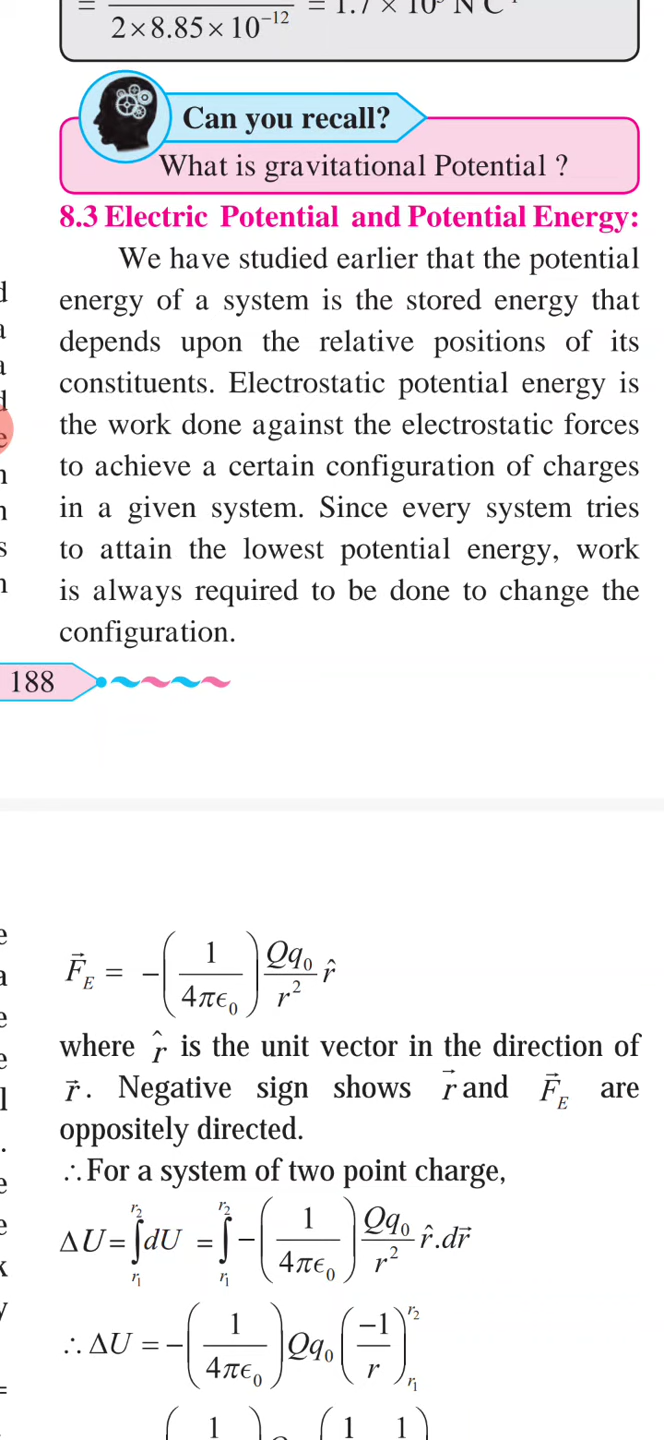 = 2×8.85×10⁻¹² = 1.7 × 10 N C
Can you recall?
What is gravitational Potential ?
8.3 Electric Potential and Potential Energy:
We have studied earlier that the potential
energy of a system is the stored energy that
depends upon the relative positions of its
constituents. Electrostatic potential energy is
the work done against the electrostatic forces
to achieve a certain configuration of charges
in a given system. Since every system tries
to attain the lowest potential energy, work
is always required to be done to change the
configuration.
188
F⃗_E = −(1/4πϵ₀) Qq₀/r² r̂
where r̂ is the unit vector in the direction of
r⃗. Negative sign shows r⃗ and F⃗_E are
oppositely directed.
∴For a system of two point charge,
ΔU = ∫_{r₁}^{r₂} dU = ∫_{r₁}^{r₂} −(1/4πϵ₀) Qq₀/r² r̂.dr⃗
∴ ΔU = −(1/4πϵ₀) Qq₀ (−1/r)_{r₁}^{r₂}